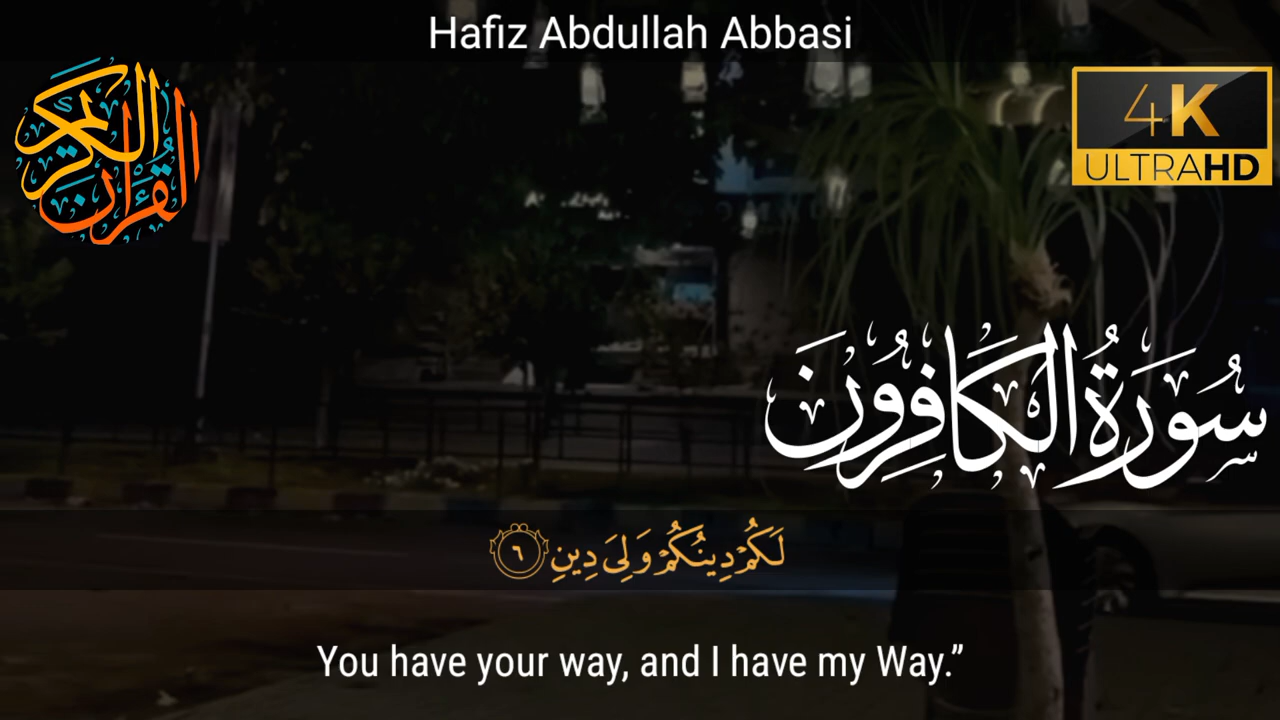 Hafiz Abdullah Abbasi
القرآن الكريم
4K
ULTRAHD
سُورَةُ الكَافِرُونَ
لَكُمْ دِينُكُمْ وَلِيَ دِينِ ٦
You have your way, and I have my Way.”